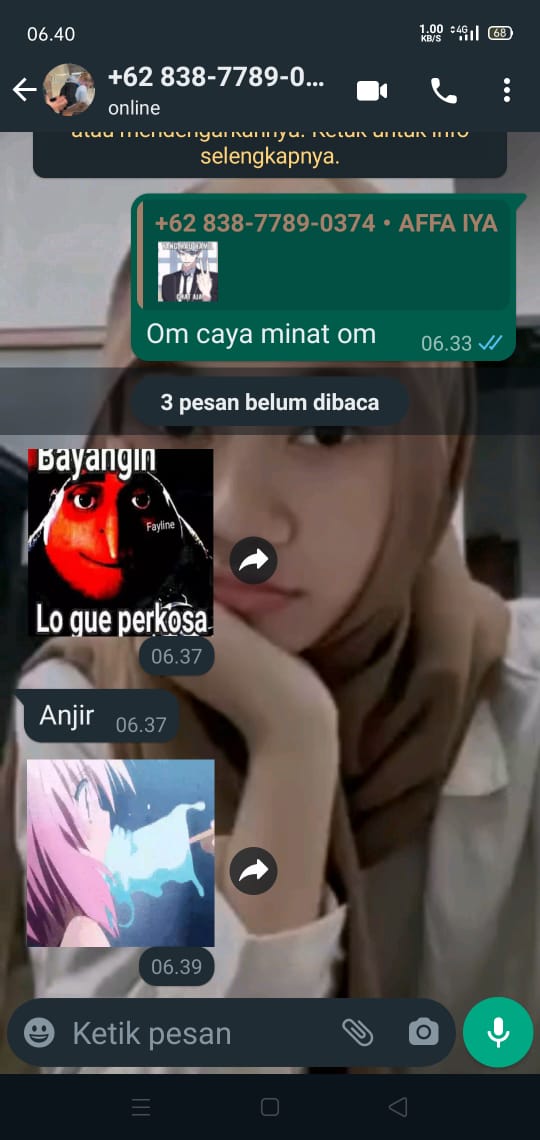 06.40
1.00
KB/S
4G
68
+62 838-7789-0...
online
atau mendengarkannya. Ketuk untuk info
selengkapnya.
+62 838-7789-0374 • AFFA IYA
CHAT AJA
Om caya minat om
06.33
3 pesan belum dibaca
Bayangin
Fayline
Lo gue perkosa
06.37
Anjir
06.37
06.39
Ketik pesan